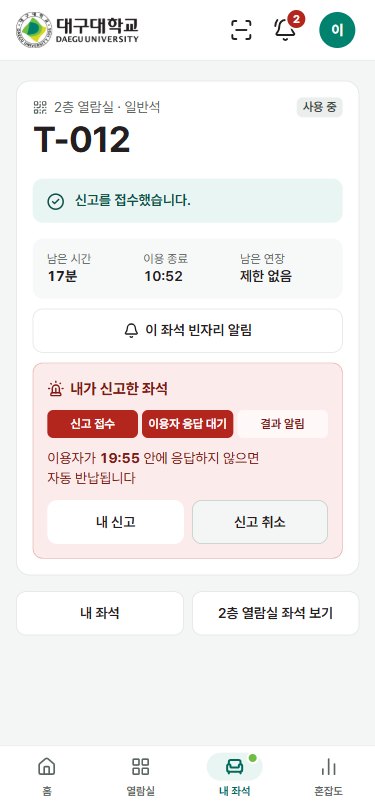 대구대학교
DAEGU UNIVERSITY
2
이
2층 열람실 · 일반석
사용 중
T-012
신고를 접수했습니다.
남은 시간
이용 종료
남은 연장
17분
10:52
제한 없음
이 좌석 빈자리 알림
내가 신고한 좌석
신고 접수
이용자 응답 대기
결과 알림
이용자가 19:55 안에 응답하지 않으면
자동 반납됩니다
내 신고
신고 취소
내 좌석
2층 열람실 좌석 보기
홈
열람실
내 좌석
혼잡도